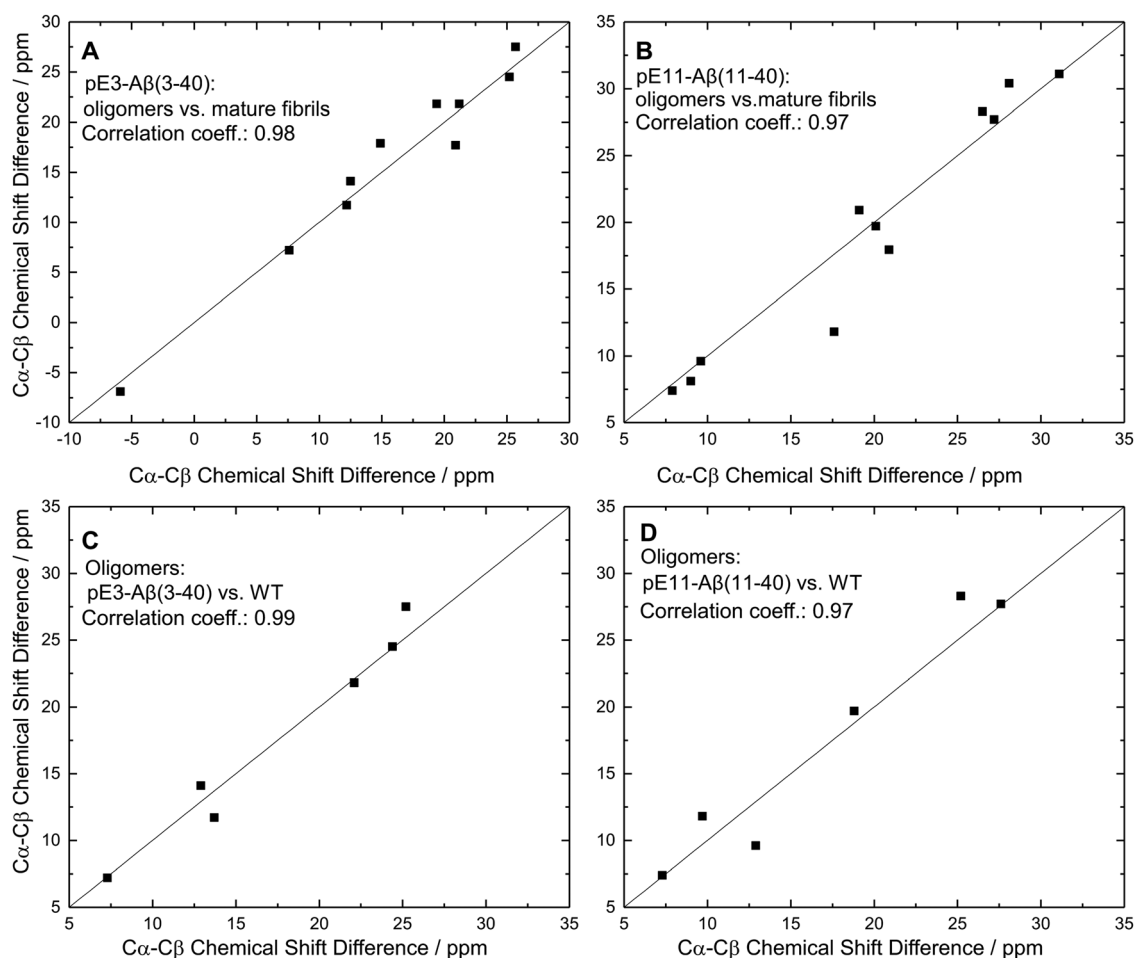 A
pE3-Aβ(3-40):
oligomers vs. mature fibrils
Correlation coeff.: 0.98
30
25
20
15
10
5
0
-5
-10
-10 -5 0 5 10 15 20 25 30
Cα-Cβ Chemical Shift Difference / ppm
Cα-Cβ Chemical Shift Difference / ppm
B
pE11-Aβ(11-40):
oligomers vs.mature fibrils
Correlation coeff.: 0.97
35
30
25
20
15
10
5
5 10 15 20 25 30 35
Cα-Cβ Chemical Shift Difference / ppm
C
Oligomers:
pE3-Aβ(3-40) vs. WT
Correlation coeff.: 0.99
35
30
25
20
15
10
5
5 10 15 20 25 30 35
Cα-Cβ Chemical Shift Difference / ppm
Cα-Cβ Chemical Shift Difference / ppm
D
Oligomers:
pE11-Aβ(11-40) vs. WT
Correlation coeff.: 0.97
35
30
25
20
15
10
5
5 10 15 20 25 30 35
Cα-Cβ Chemical Shift Difference / ppm